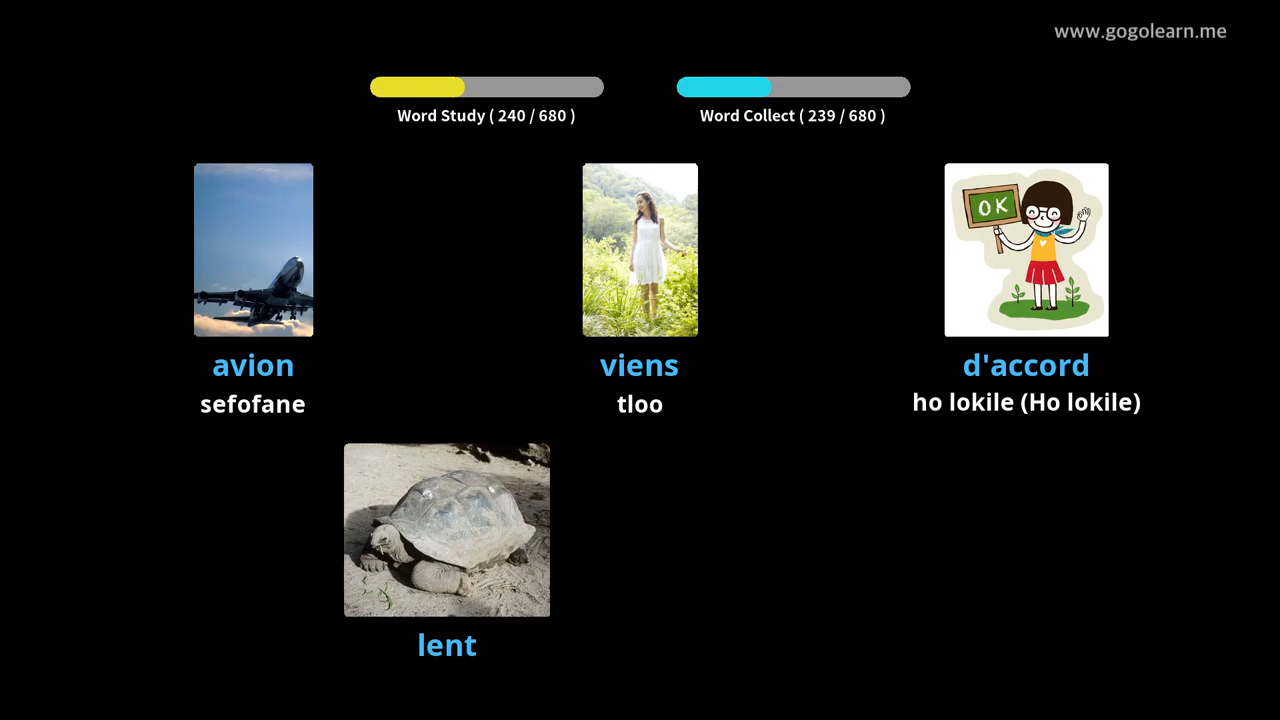 www.gogolearn.me
Word Study ( 240 / 680 )
Word Collect ( 239 / 680 )
OK
avion
sefofane
viens
tloo
d'accord
ho lokile (Ho lokile)
lent